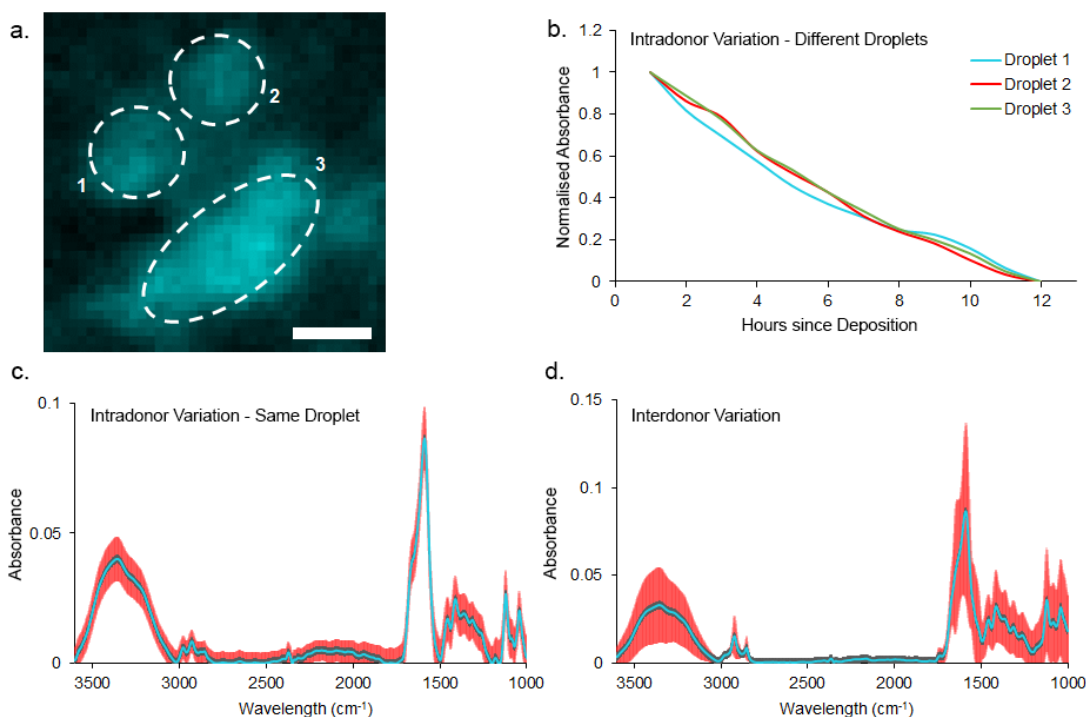 a.
1
2
3
b.
Intradonor Variation - Different Droplets
Droplet 1
Droplet 2
Droplet 3
Normalised Absorbance
1.2
1
0.8
0.6
0.4
0.2
0
0
2
4
6
8
10
12
Hours since Deposition
c.
Intradonor Variation - Same Droplet
Absorbance
0.1
0.05
0
3500
3000
2500
2000
1500
1000
Wavelength (cm⁻¹)
d.
Interdonor Variation
Absorbance
0.15
0.1
0.05
0
3500
3000
2500
2000
1500
1000
Wavelength (cm⁻¹)